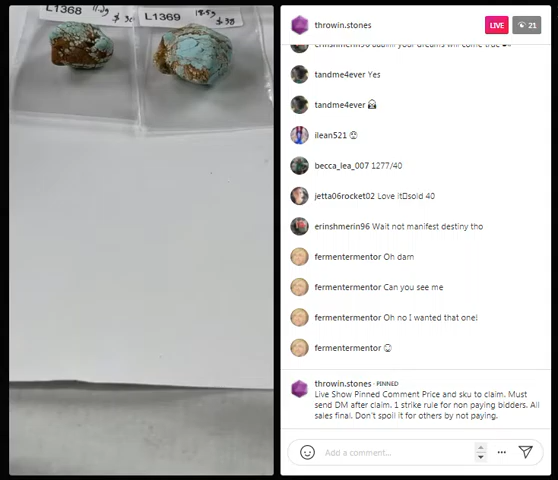 L1368 11.2g
L1369 18.5g
$ 38
throwin.stones
LIVE
21
tandme4ever Yes
tandme4ever
ilean521
becca_lea_007 1277/40
jetta06rocket02 Love it sold 40
erinshmerin96 Wait not manifest destiny tho
fermentermentor Oh darn
fermentermentor Can you see me
fermentermentor Oh no I wanted that one!
fermentermentor
throwin.stones · PINNED
Live Show Pinned Comment Price and sku to claim. Must
send DM after claim. 1 strike rule for non paying bidders. All
sales final. Don't spoil it for others by not paying.
Add a comment...